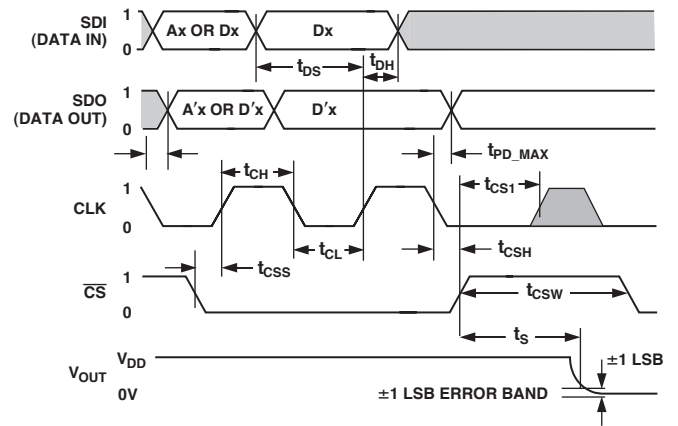 SDI
(DATA IN)
1
0
Ax OR Dx
Dx
tDS
tDH
SDO
(DATA OUT)
1
0
A'x OR D'x
D'x
tPD_MAX
tCH
tCS1
CLK
1
0
tCL
tCSH
tCSS
CS
1
0
tCSW
tS
VOUT
VDD
0V
±1 LSB
±1 LSB ERROR BAND